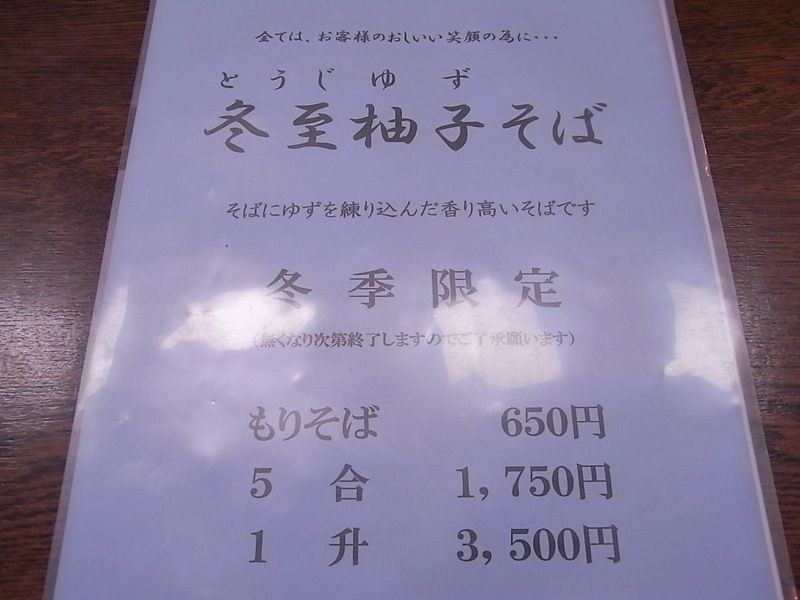 全ては、お客様のおしいい笑顔の為に・・・
とうじゆず
冬至柚子そば
そばにゆずを練り込んだ香り高いそばです
冬季限定
(無くなり次第終了しますのでご了承願います)
もりそば 650円
5合 1,750円
1升 3,500円